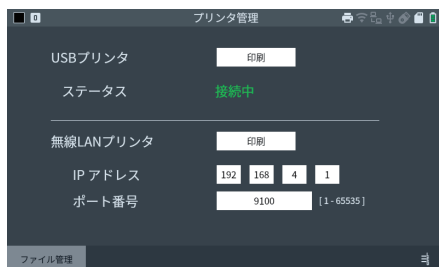 0 プリンタ管理
USBプリンタ 印刷
ステータス 接続中
無線LANプリンタ 印刷
IP アドレス 192 168 4 1
ポート番号 9100 [ 1 - 65535 ]
ファイル管理